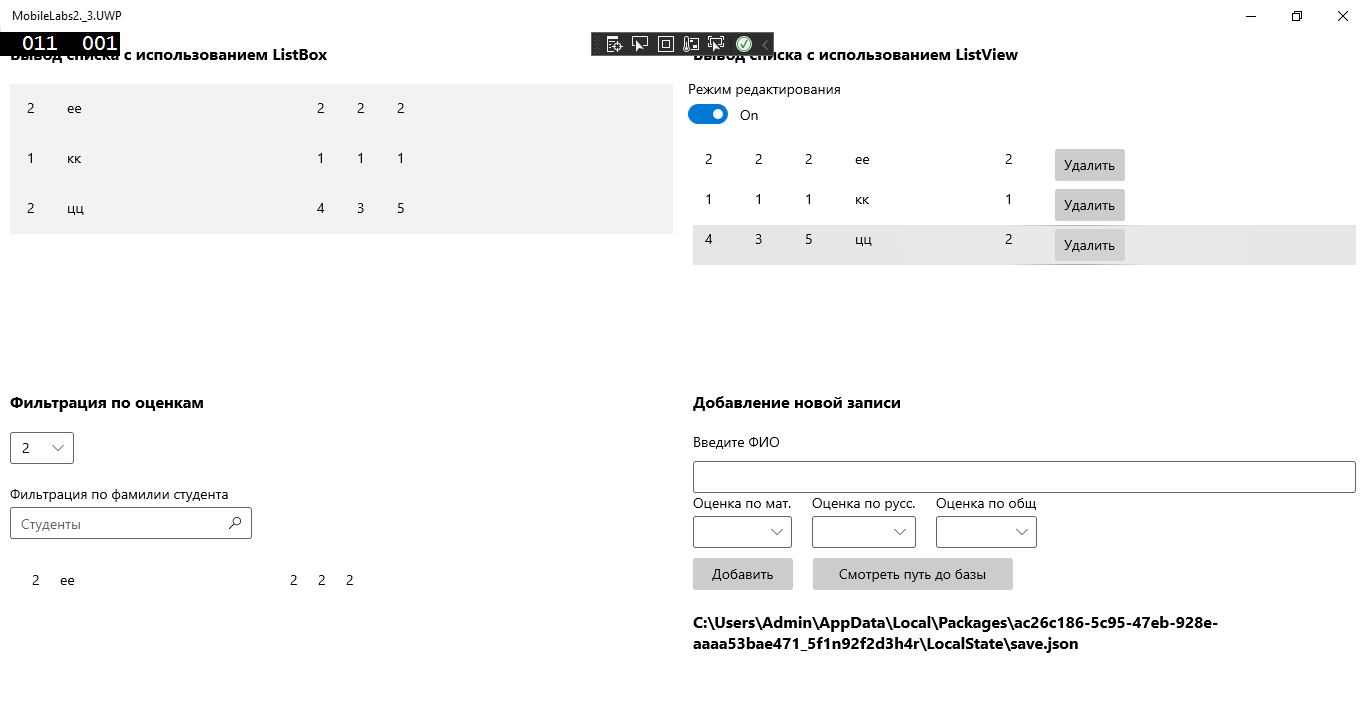 MobileLabs2._3.UWP
011 001
Вывод списка с использованием ListBox
2 ее 2 2 2
1 кк 1 1 1
2 цц 4 3 5
Вывод списка с использованием ListView
Режим редактирования
On
2 2 2 ее 2 Удалить
1 1 1 кк 1 Удалить
4 3 5 цц 2 Удалить
Фильтрация по оценкам
2
Фильтрация по фамилии студента
Студенты
2 ее 2 2 2
Добавление новой записи
Введите ФИО
Оценка по мат. Оценка по русс. Оценка по общ
Добавить Смотреть путь до базы
C:\Users\Admin\AppData\Local\Packages\ac26c186-5c95-47eb-928e-
aaaa53bae471_5f1n92f2d3h4r\LocalState\save.json